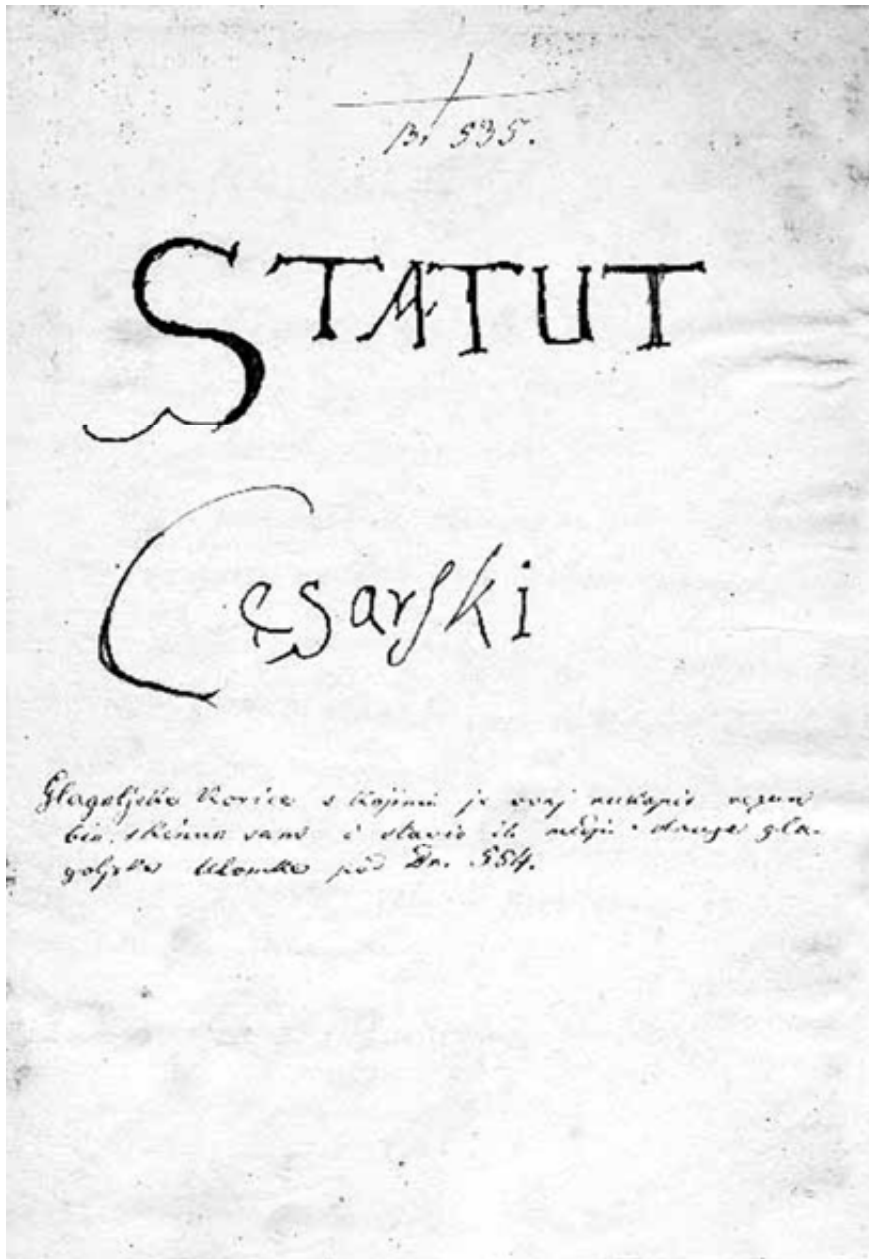 Br 535.
STATUT
Cesarski
Glagoljske korice s kojimi je ovaj rukopis vezan
bio, skinuo sam i stavio ih medju druge gla-
goljske ulomke pod Br. 554.